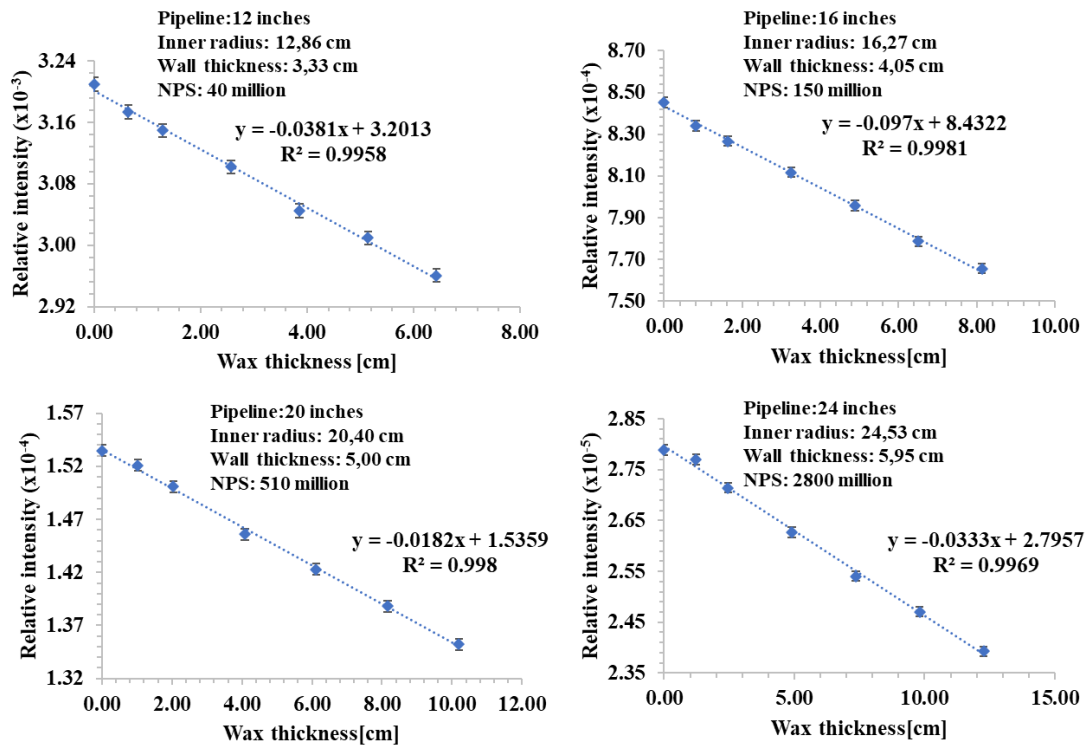 Pipeline:12 inches
Inner radius: 12,86 cm
Wall thickness: 3,33 cm
NPS: 40 million
y = -0.0381x + 3.2013
R² = 0.9958
Relative intensity (x10⁻³)
3.24
3.16
3.08
3.00
2.92
0.00 2.00 4.00 6.00 8.00
Wax thickness [cm]
Pipeline:16 inches
Inner radius: 16,27 cm
Wall thickness: 4,05 cm
NPS: 150 million
y = -0.097x + 8.4322
R² = 0.9981
Relative intensity (x10⁻⁴)
8.70
8.50
8.30
8.10
7.90
7.70
7.50
0.00 2.00 4.00 6.00 8.00 10.00
Wax thickness[cm]
Pipeline:20 inches
Inner radius: 20,40 cm
Wall thickness: 5,00 cm
NPS: 510 million
y = -0.0182x + 1.5359
R² = 0.998
Relative intensity (x10⁻⁴)
1.57
1.52
1.47
1.42
1.37
1.32
0.00 2.00 4.00 6.00 8.00 10.00 12.00
Wax thickness[cm]
Pipeline:24 inches
Inner radius: 24,53 cm
Wall thickness: 5,95 cm
NPS: 2800 million
y = -0.0333x + 2.7957
R² = 0.9969
Relative intensity (x10⁻⁵)
2.85
2.75
2.65
2.55
2.45
2.35
0.00 5.00 10.00 15.00
Wax thickness[cm]